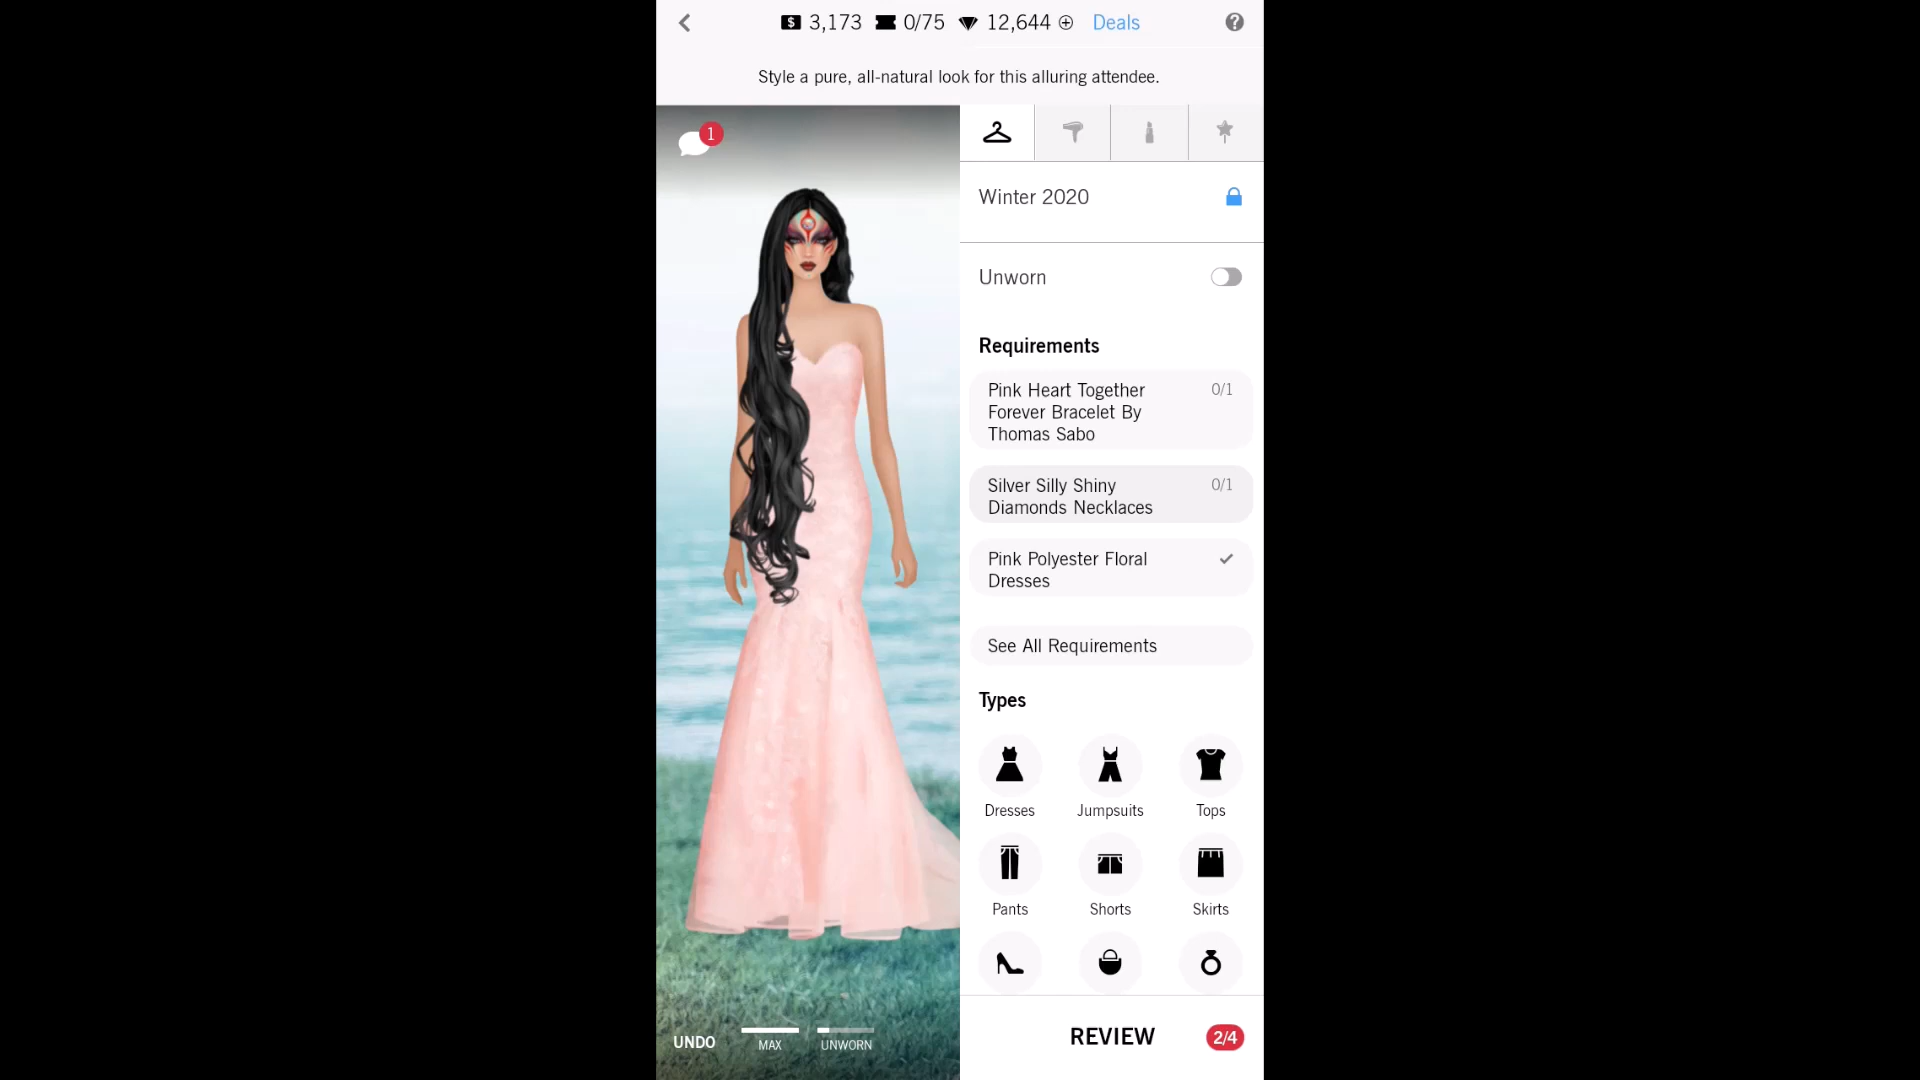 $ 3,173 0/75 12,644 Deals ?
Style a pure, all-natural look for this alluring attendee.
1
Winter 2020
Unworn
Requirements
Pink Heart Together 0/1
Forever Bracelet By
Thomas Sabo
Silver Silly Shiny 0/1
Diamonds Necklaces
Pink Polyester Floral
Dresses
See All Requirements
Types
Dresses Jumpsuits Tops
Pants Shorts Skirts
UNDO MAX UNWORN
REVIEW 2/4